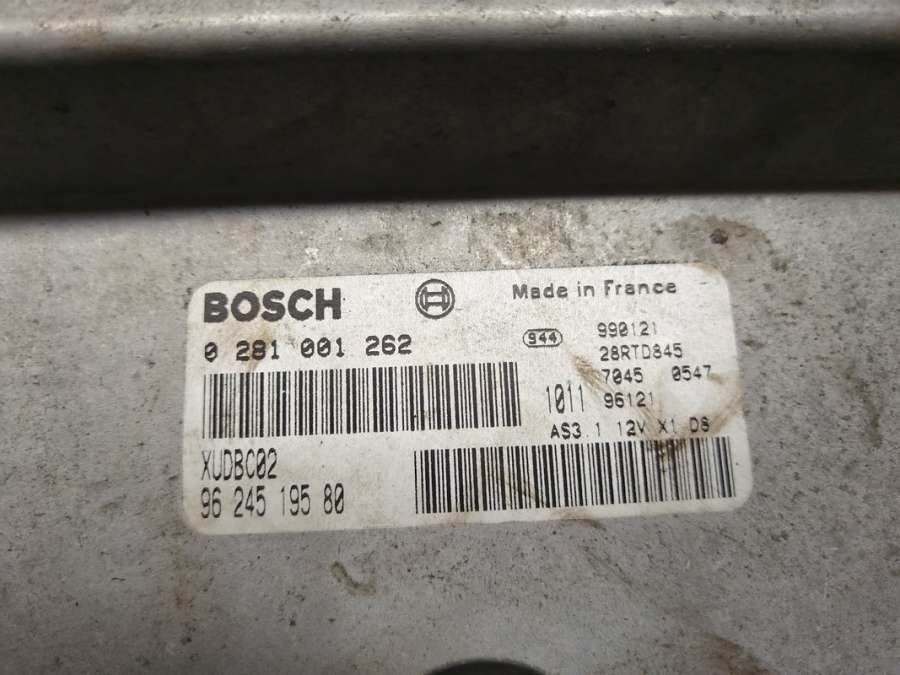 BOSCH
Made in France
0 281 001 262
944
990121
28RTD845
7045 0547
1011 96121
AS3.1 12V X1 DS
XUDBC02
96 245 195 80